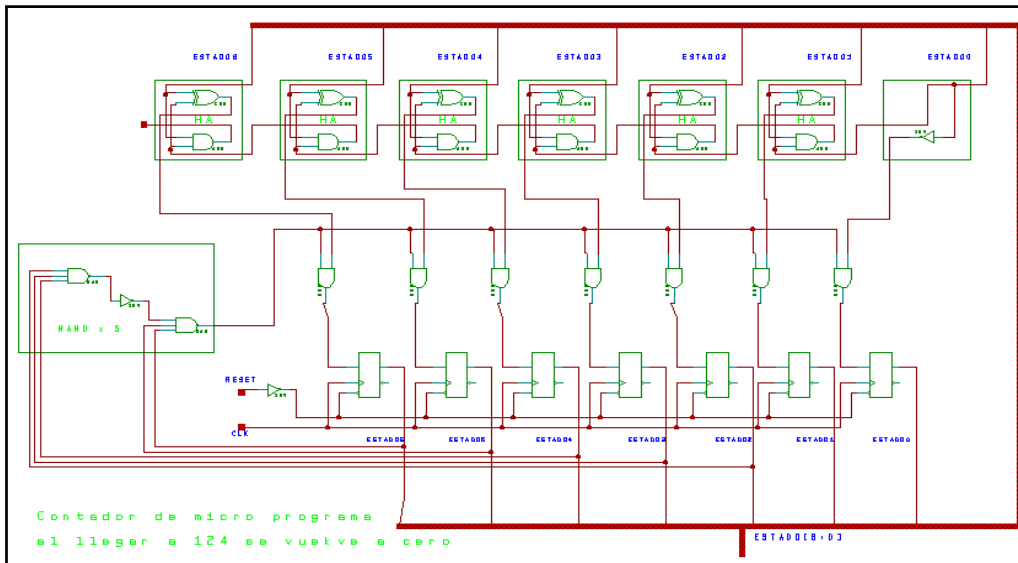 ESTADO6 ESTADO5 ESTADO4 ESTADO3 ESTADO2 ESTADO1 ESTADO0
HA HA HA HA HA HA
NAND x 5
RESET
CLK
ESTADO6 ESTADO5 ESTADO4 ESTADO3 ESTADO2 ESTADO1 ESTADO0
Contador de micro programa
al llegar a 124 se vuelve a cero
ESTADO[6:0]